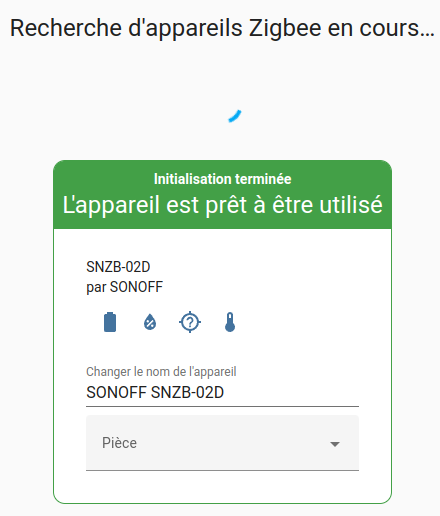 Recherche d'appareils Zigbee en cours...
Initialisation terminée
L'appareil est prêt à être utilisé
SNZB-02D
par SONOFF
Changer le nom de l'appareil
SONOFF SNZB-02D
Pièce